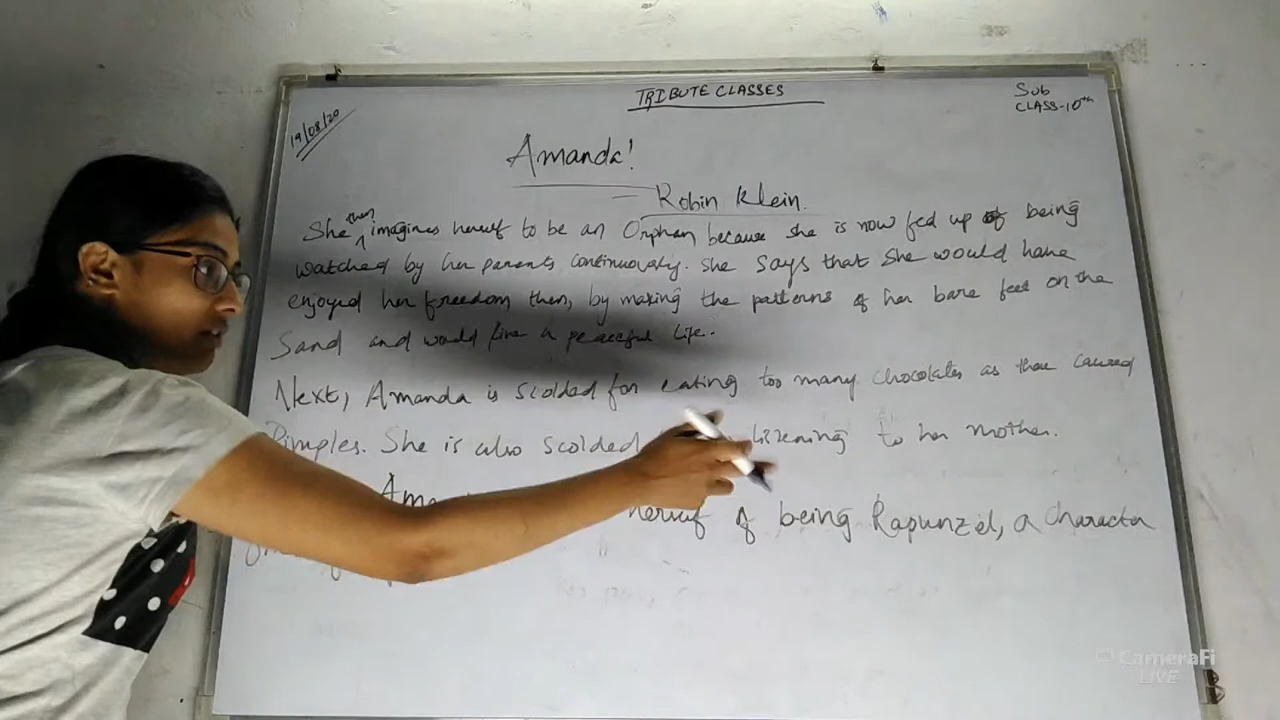 TRIBUTE CLASSES
Sub
CLASS-10th
19/08/20
Amanda!
— Robin Klein.
She then imagines herself to be an Orphan because she is now fed up of being
watched by her parents continuously. She says that she would have
enjoyed her freedom then, by making the patterns of her bare feet on the
Sand and would live a peaceful life.
Next, Amanda is scolded for eating too many chocolates as they caused
Pimples. She is also scolded listening to her mother.
herself of being Rapunzel, a character
CameraFi
LIVE